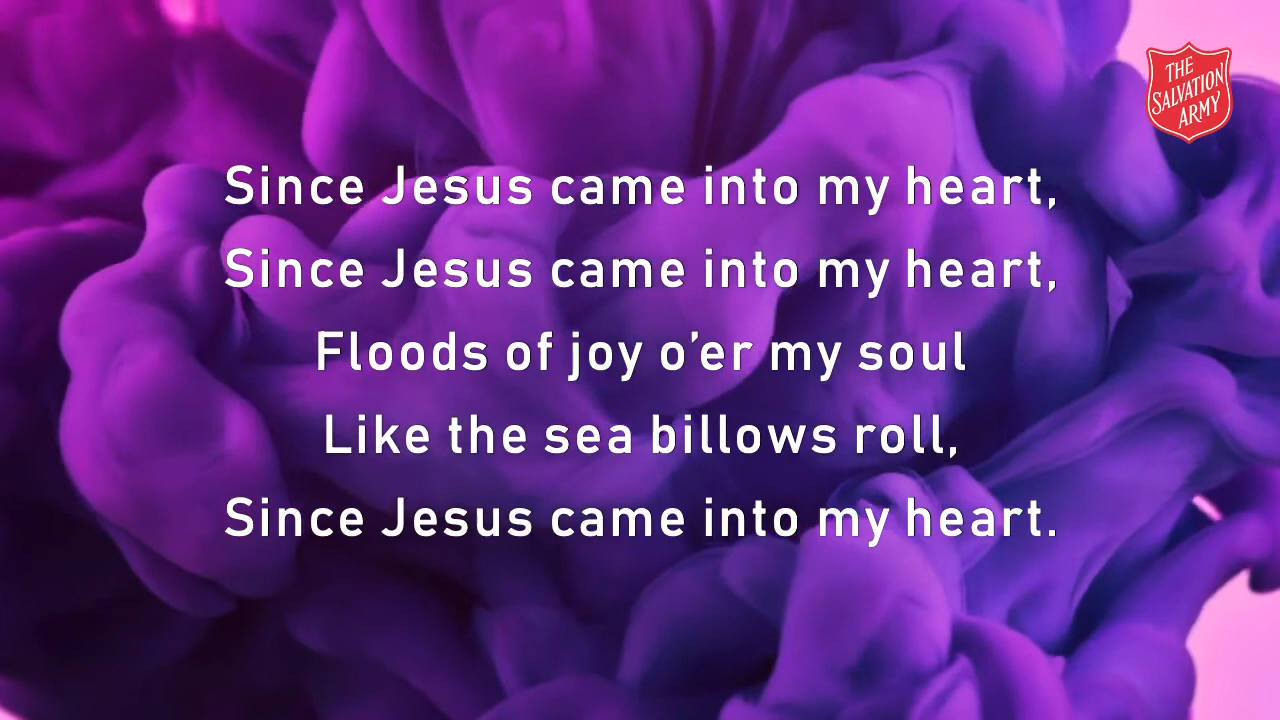 THE
SALVATION
ARMY
Since Jesus came into my heart,
Since Jesus came into my heart,
Floods of joy o’er my soul
Like the sea billows roll,
Since Jesus came into my heart.